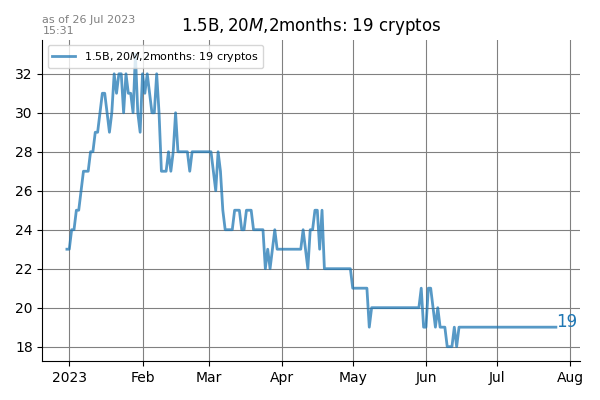 as of 26 Jul 2023
15:31
1.5B, 20M,2months: 19 cryptos
1.5B, 20M,2months: 19 cryptos
32
30
28
26
24
22
20
18
19
2023 Feb Mar Apr May Jun Jul Aug